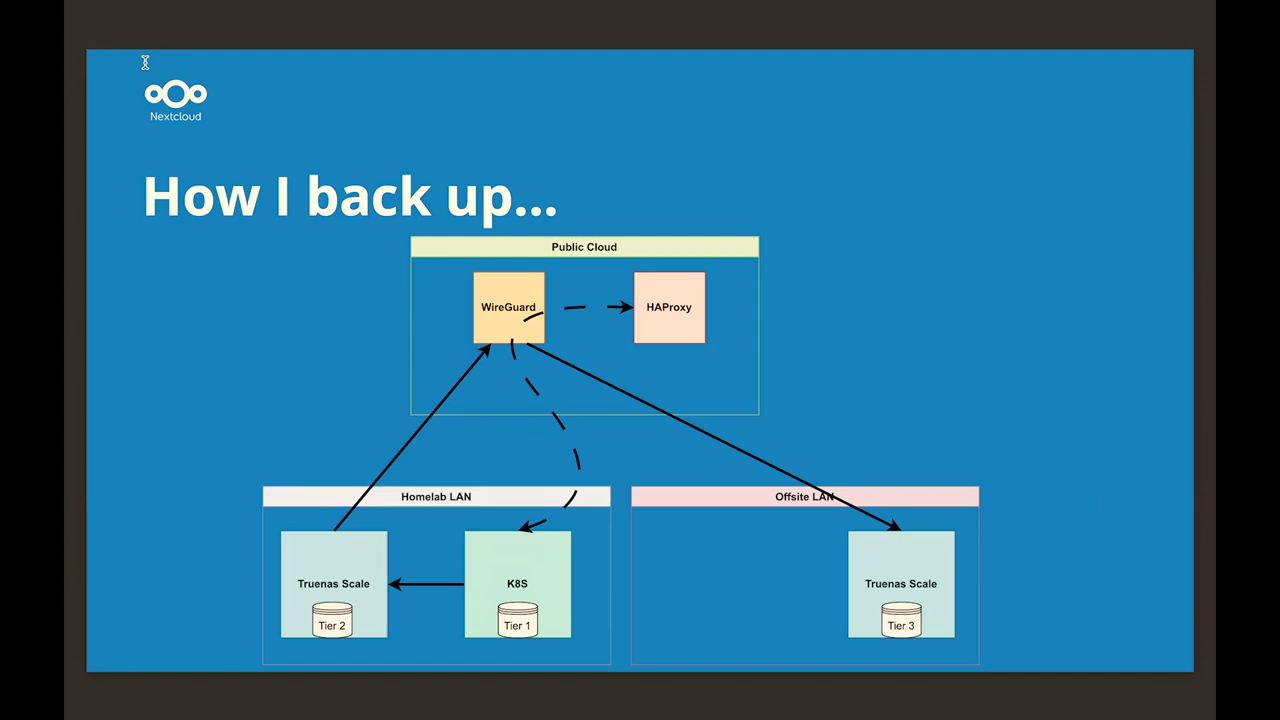 Nextcloud
How I back up...
Public Cloud
WireGuard
HAProxy
Homelab LAN
Offsite LAN
Truenas Scale
K8S
Truenas Scale
Tier 2
Tier 1
Tier 3